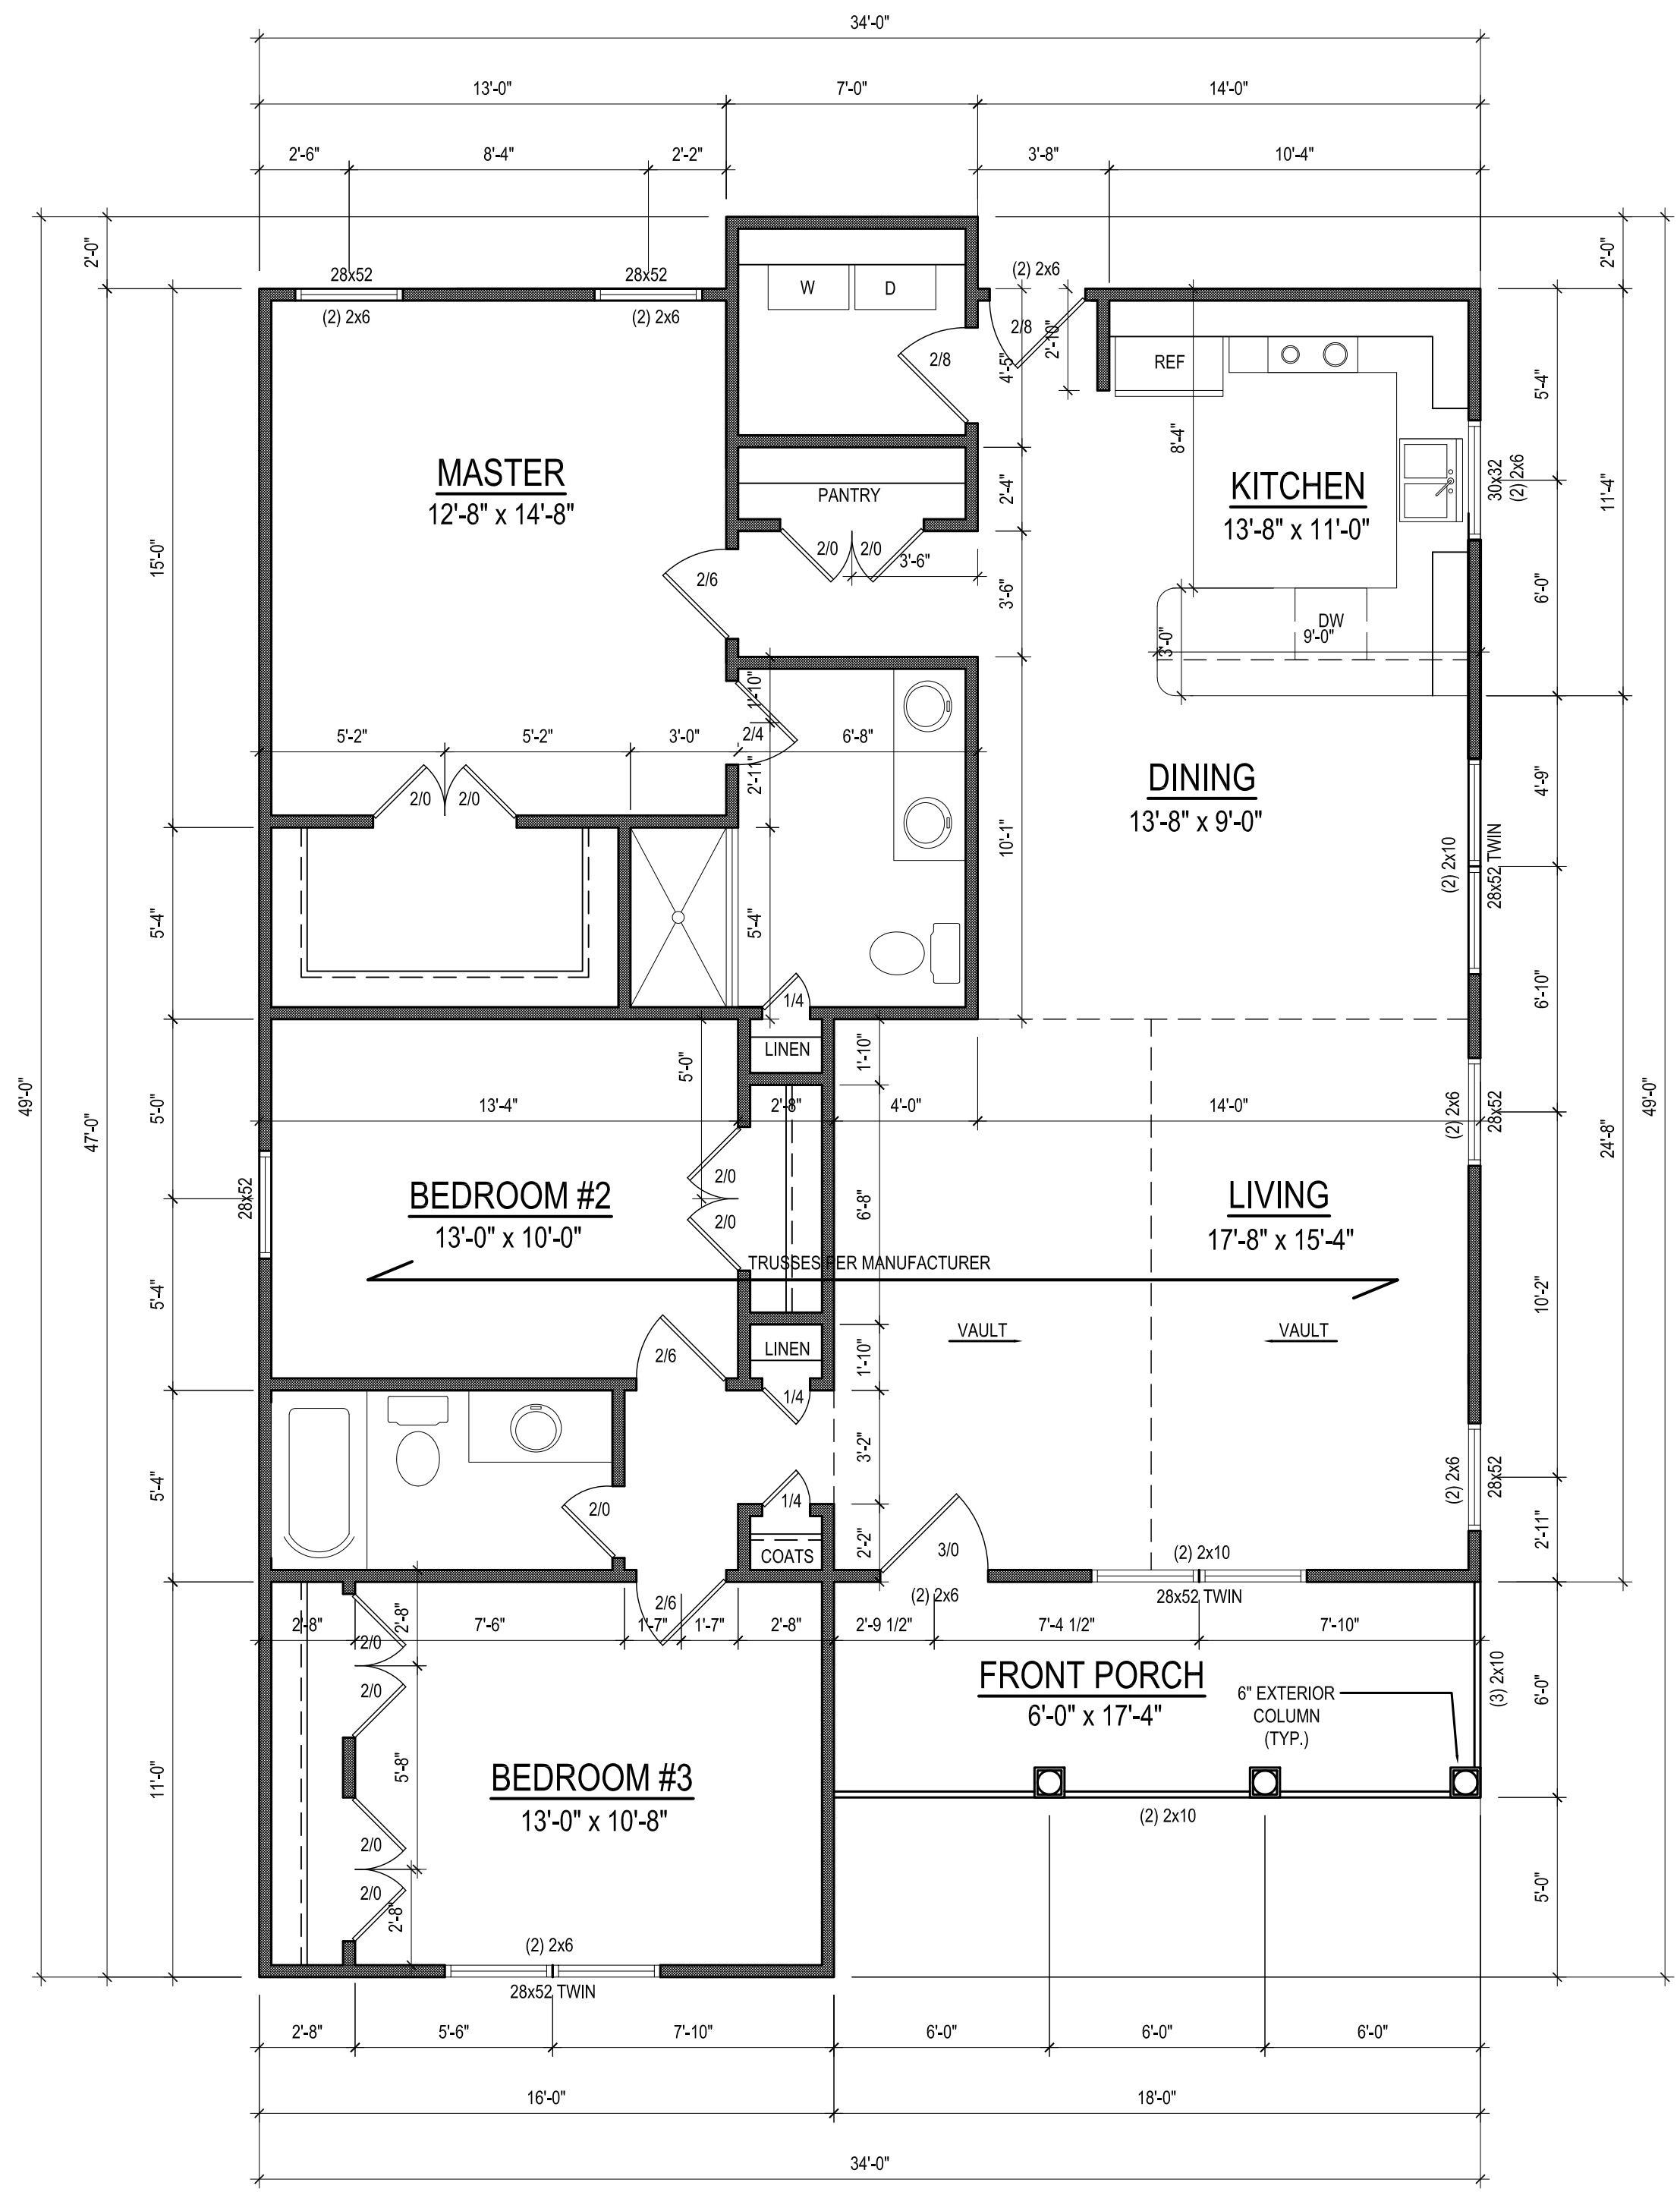 34'-0"
13'-0" 7'-0" 14'-0"
2'-6" 8'-4" 2'-2" 3'-8" 10'-4"
2'-0" 2'-0"
28x52 28x52 (2) 2x6
(2) 2x6 (2) 2x6
W D
2/8 2/8 2'-10" 4'-5" REF 5'-4"
MASTER
12'-8" x 14'-8"
PANTRY 2'-4" 8'-4"
KITCHEN
13'-8" x 11'-0"
30x32
(2) 2x6
11'-4"
15'-0"
2/0 2/0 3'-6"
2/6 3'-6" 6'-0"
DW
3'-0" 9'-0"
1'-10"
5'-2" 5'-2" 3'-0" 2/4 6'-8"
2'-11"
2/0 2/0
DINING
13'-8" x 9'-0"
4'-9"
10'-1" (2) 2x10 28x52 TWIN
5'-4" 5'-4"
1/4 6'-10"
LINEN 1'-10"
5'-0"
49'-0" 47'-0" 5'-0"
13'-4" 2'-8" 4'-0" 14'-0"
(2) 2x6 28x52 24'-8" 49'-0"
28x52
BEDROOM #2
13'-0" x 10'-0"
2/0
2/0
6'-8"
LIVING
17'-8" x 15'-4"
TRUSSES PER MANUFACTURER
5'-4" 10'-2"
VAULT VAULT
2/6 LINEN 1'-10"
1/4
5'-4" 3'-2" (2) 2x6 28x52
2/0 1/4
COATS 2'-2" 3/0 (2) 2x10 2'-11"
(2) 2x6 28x52 TWIN
2/6
2'-8" 2'-8" 7'-6" 1'-7" 1'-7" 2'-8" 2'-9 1/2" 7'-4 1/2" 7'-10"
2/0
2/0
FRONT PORCH
6'-0" x 17'-4"
6" EXTERIOR
COLUMN
(TYP.)
(3) 2x10 6'-0"
11'-0" 5'-8"
BEDROOM #3
13'-0" x 10'-8"
(2) 2x10
2/0
2/0
2'-8" 5'-0"
(2) 2x6
28x52 TWIN
2'-8" 5'-6" 7'-10" 6'-0" 6'-0" 6'-0"
16'-0" 18'-0"
34'-0"